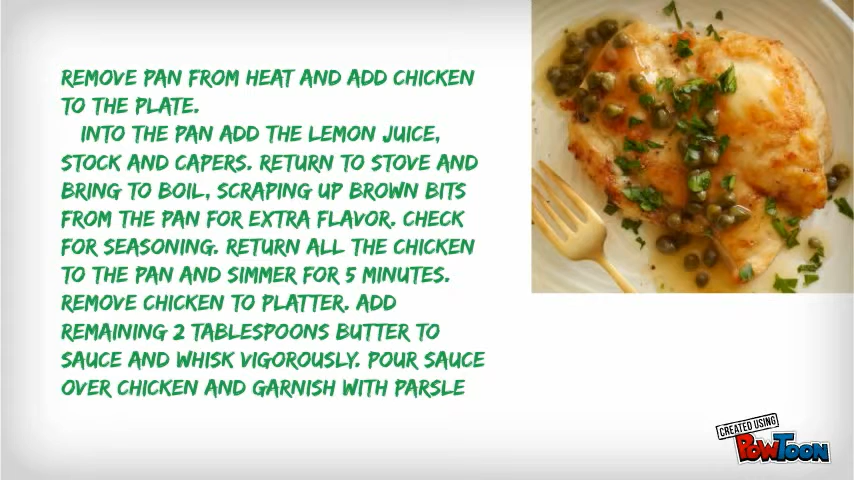 REMOVE PAN FROM HEAT AND ADD CHICKEN
TO THE PLATE.
INTO THE PAN ADD THE LEMON JUICE,
STOCK AND CAPERS. RETURN TO STOVE AND
BRING TO BOIL, SCRAPING UP BROWN BITS
FROM THE PAN FOR EXTRA FLAVOR. CHECK
FOR SEASONING. RETURN ALL THE CHICKEN
TO THE PAN AND SIMMER FOR 5 MINUTES.
REMOVE CHICKEN TO PLATTER. ADD
REMAINING 2 TABLESPOONS BUTTER TO
SAUCE AND WHISK VIGOROUSLY. POUR SAUCE
OVER CHICKEN AND GARNISH WITH PARSLE
CREATED USING
POWTOON